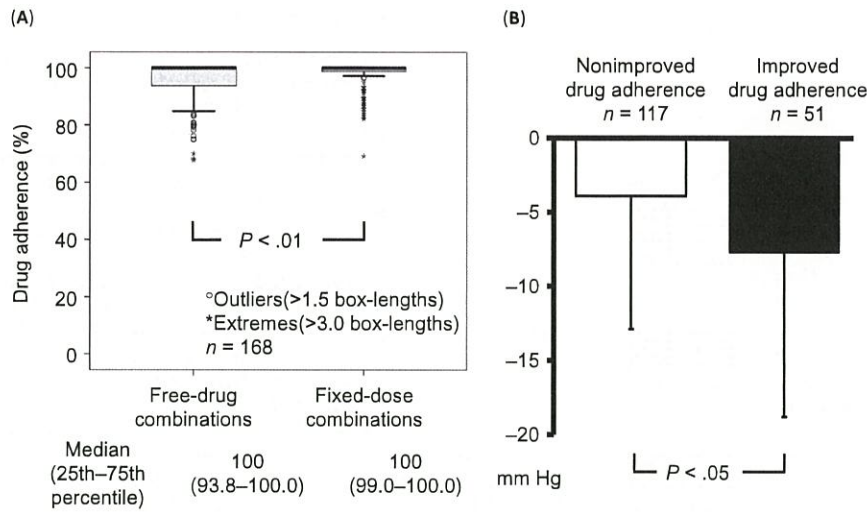 (A)
Drug adherence (%)
100
80
60
40
20
0
P < .01
°Outliers(>1.5 box-lengths)
*Extremes(>3.0 box-lengths)
n = 168
Free-drug
combinations
Fixed-dose
combinations
Median
(25th–75th
percentile)
100
(93.8–100.0)
100
(99.0–100.0)
(B)
Nonimproved
drug adherence
n = 117
Improved
drug adherence
n = 51
0
–5
–10
–15
–20
mm Hg
P < .05